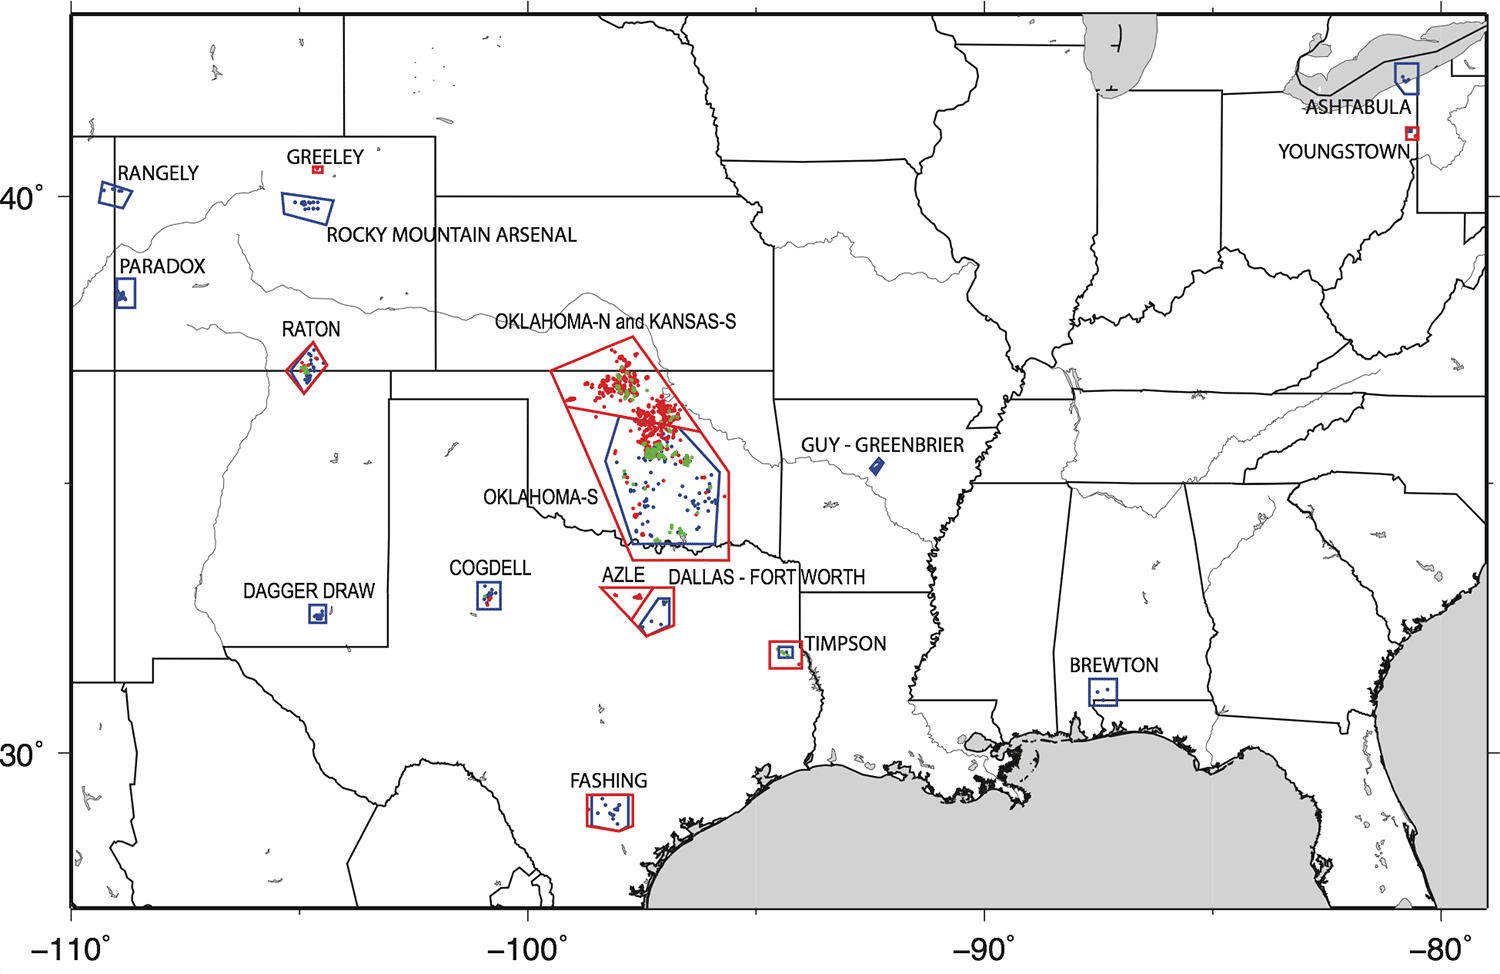 ASHTABULA
YOUNGSTOWN
GREELEY
RANGELY
40°
ROCKY MOUNTAIN ARSENAL
PARADOX
OKLAHOMA-N and KANSAS-S
RATON
GUY - GREENBRIER
OKLAHOMA-S
COGDELL
AZLE
DALLAS - FORT WORTH
DAGGER DRAW
TIMPSON
BREWTON
30°
FASHING
−110°
−100°
−90°
−80°